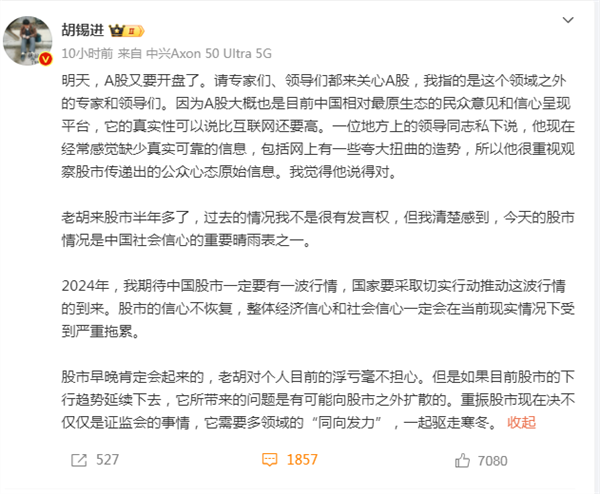 胡锡进
10小时前 来自 中兴Axon 50 Ultra 5G
明天，A股又要开盘了。请专家们、领导们都来关心A股，我指的是这个领域之外
的专家和领导们。因为A股大概也是目前中国相对最原生态的民众意见和信心呈现
平台，它的真实性可以说比互联网还要高。一位地方上的领导同志私下说，他现在
经常感觉缺少真实可靠的信息，包括网上有一些夸大扭曲的造势，所以他很重视观
察股市传递出的公众心态原始信息。我觉得他说得对。
老胡来股市半年多了，过去的情况我不是很有发言权，但我清楚感到，今天的股市
情况是中国社会信心的重要晴雨表之一。
2024年，我期待中国股市一定要有一波行情，国家要采取切实行动推动这波行情
的到来。股市的信心不恢复，整体经济信心和社会信心一定会在当前现实情况下受
到严重拖累。
股市早晚肯定会起来的，老胡对个人目前的浮亏毫不担心。但是如果目前股市的下
行趋势延续下去，它所带来的问题是有可能向股市之外扩散的。重振股市现在决不
仅仅是证监会的事情，它需要多领域的“同向发力”，一起驱走寒冬。 收起
527 1857 7080